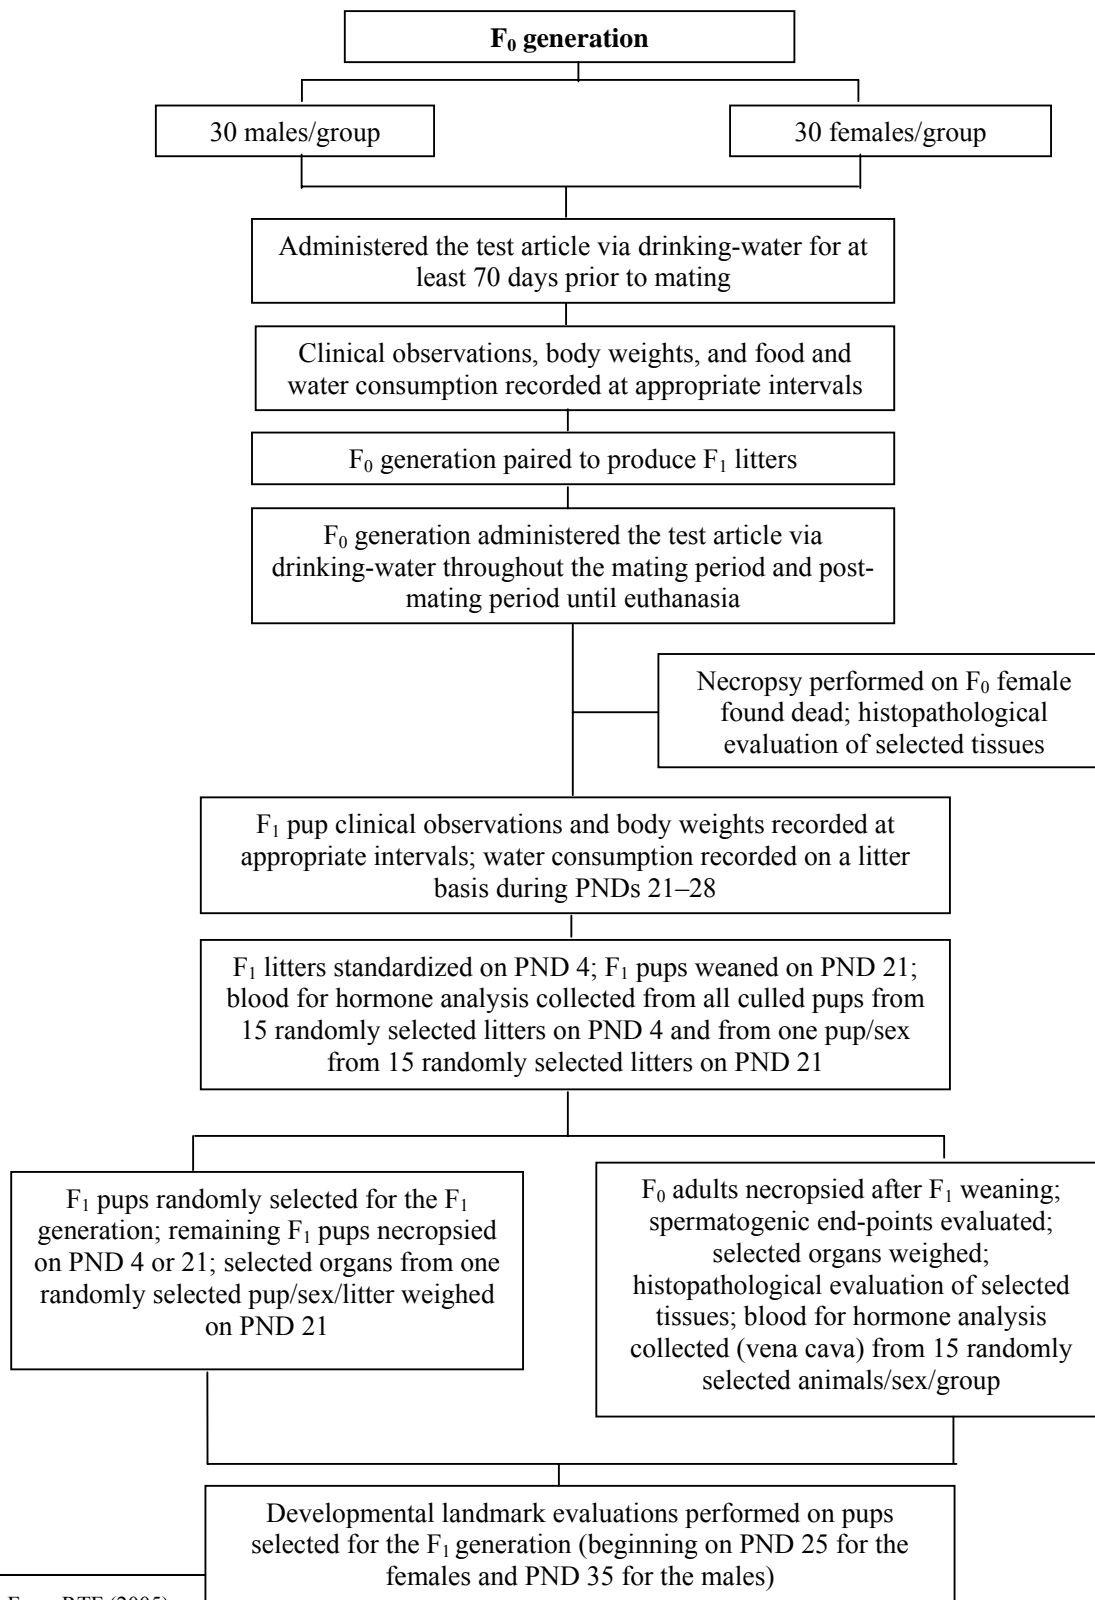 F₀ generation
30 males/group
30 females/group
Administered the test article via drinking-water for at
least 70 days prior to mating
Clinical observations, body weights, and food and
water consumption recorded at appropriate intervals
F₀ generation paired to produce F₁ litters
F₀ generation administered the test article via
drinking-water throughout the mating period and post-
mating period until euthanasia
Necropsy performed on F₀ female
found dead; histopathological
evaluation of selected tissues
F₁ pup clinical observations and body weights recorded at
appropriate intervals; water consumption recorded on a litter
basis during PNDs 21–28
F₁ litters standardized on PND 4; F₁ pups weaned on PND 21;
blood for hormone analysis collected from all culled pups from
15 randomly selected litters on PND 4 and from one pup/sex
from 15 randomly selected litters on PND 21
F₁ pups randomly selected for the F₁
generation; remaining F₁ pups necropsied
on PND 4 or 21; selected organs from one
randomly selected pup/sex/litter weighed
on PND 21
F₀ adults necropsied after F₁ weaning;
spermatogenic end-points evaluated;
selected organs weighed;
histopathological evaluation of selected
tissues; blood for hormone analysis
collected (vena cava) from 15 randomly
selected animals/sex/group
Developmental landmark evaluations performed on pups
selected for the F₁ generation (beginning on PND 25 for the
females and PND 35 for the males)